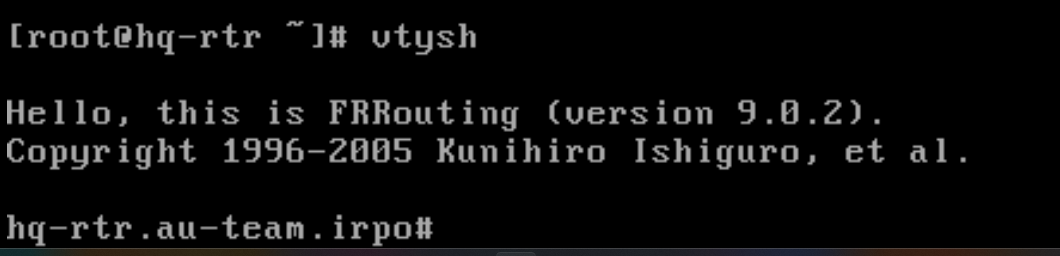 [root@hq-rtr ~]# vtysh
Hello, this is FRRouting (version 9.0.2).
Copyright 1996-2005 Kunihiro Ishiguro, et al.
hq-rtr.au-team.irpo#